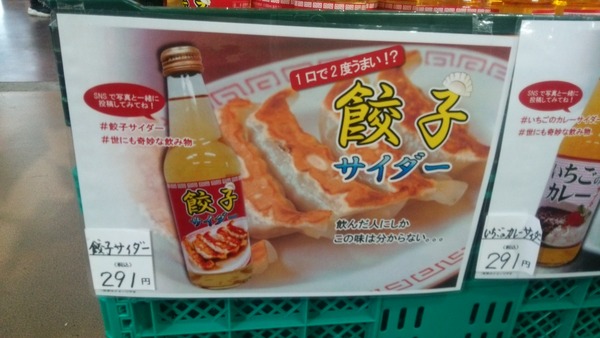 1口で2度うまい!?
餃子
サイダー
SNSで写真と一緒に
投稿してみてね!
#餃子サイダー
#世にも奇妙な飲み物
餃子
サイダー
飲んだ人にしか
この味は分からない。。。
餃子サイダー
(税込)
291円
SNSで写真と一緒に
投稿してみてね!
#いちごのカレーサイダー
#世にも奇妙な飲み物
いちごの
カレー
いちごカレーサイダー
(税込)
291円